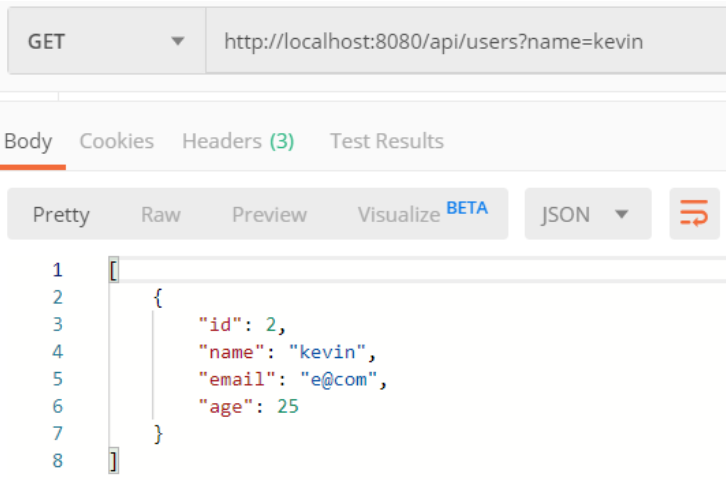 GET http://localhost:8080/api/users?name=kevin
Body Cookies Headers (3) Test Results
Pretty Raw Preview Visualize BETA JSON
1 [
2 {
3 "id": 2,
4 "name": "kevin",
5 "email": "e@com",
6 "age": 25
7 }
8 ]